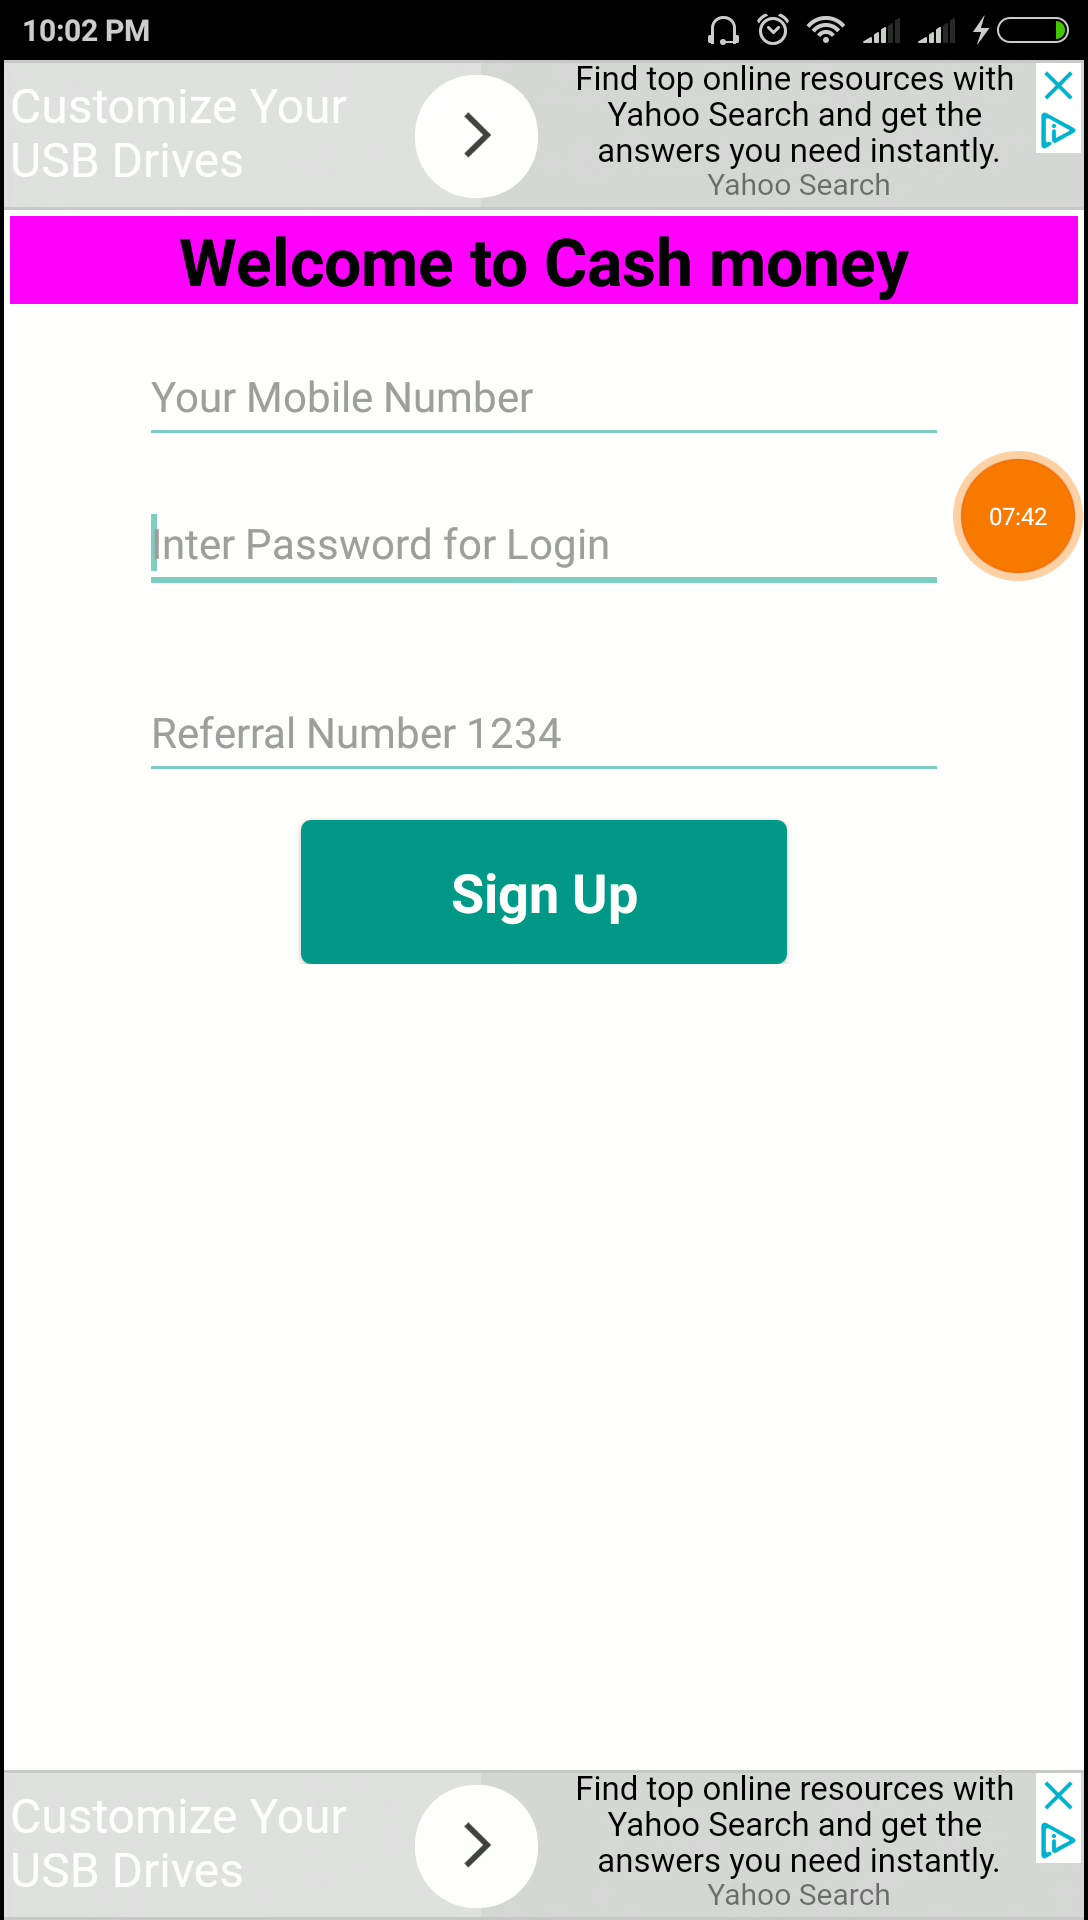 10:02 PM
Customize Your
USB Drives
Find top online resources with
Yahoo Search and get the
answers you need instantly.
Yahoo Search
Welcome to Cash money
Your Mobile Number
07:42
Inter Password for Login
Referral Number 1234
Sign Up
Customize Your
USB Drives
Find top online resources with
Yahoo Search and get the
answers you need instantly.
Yahoo Search